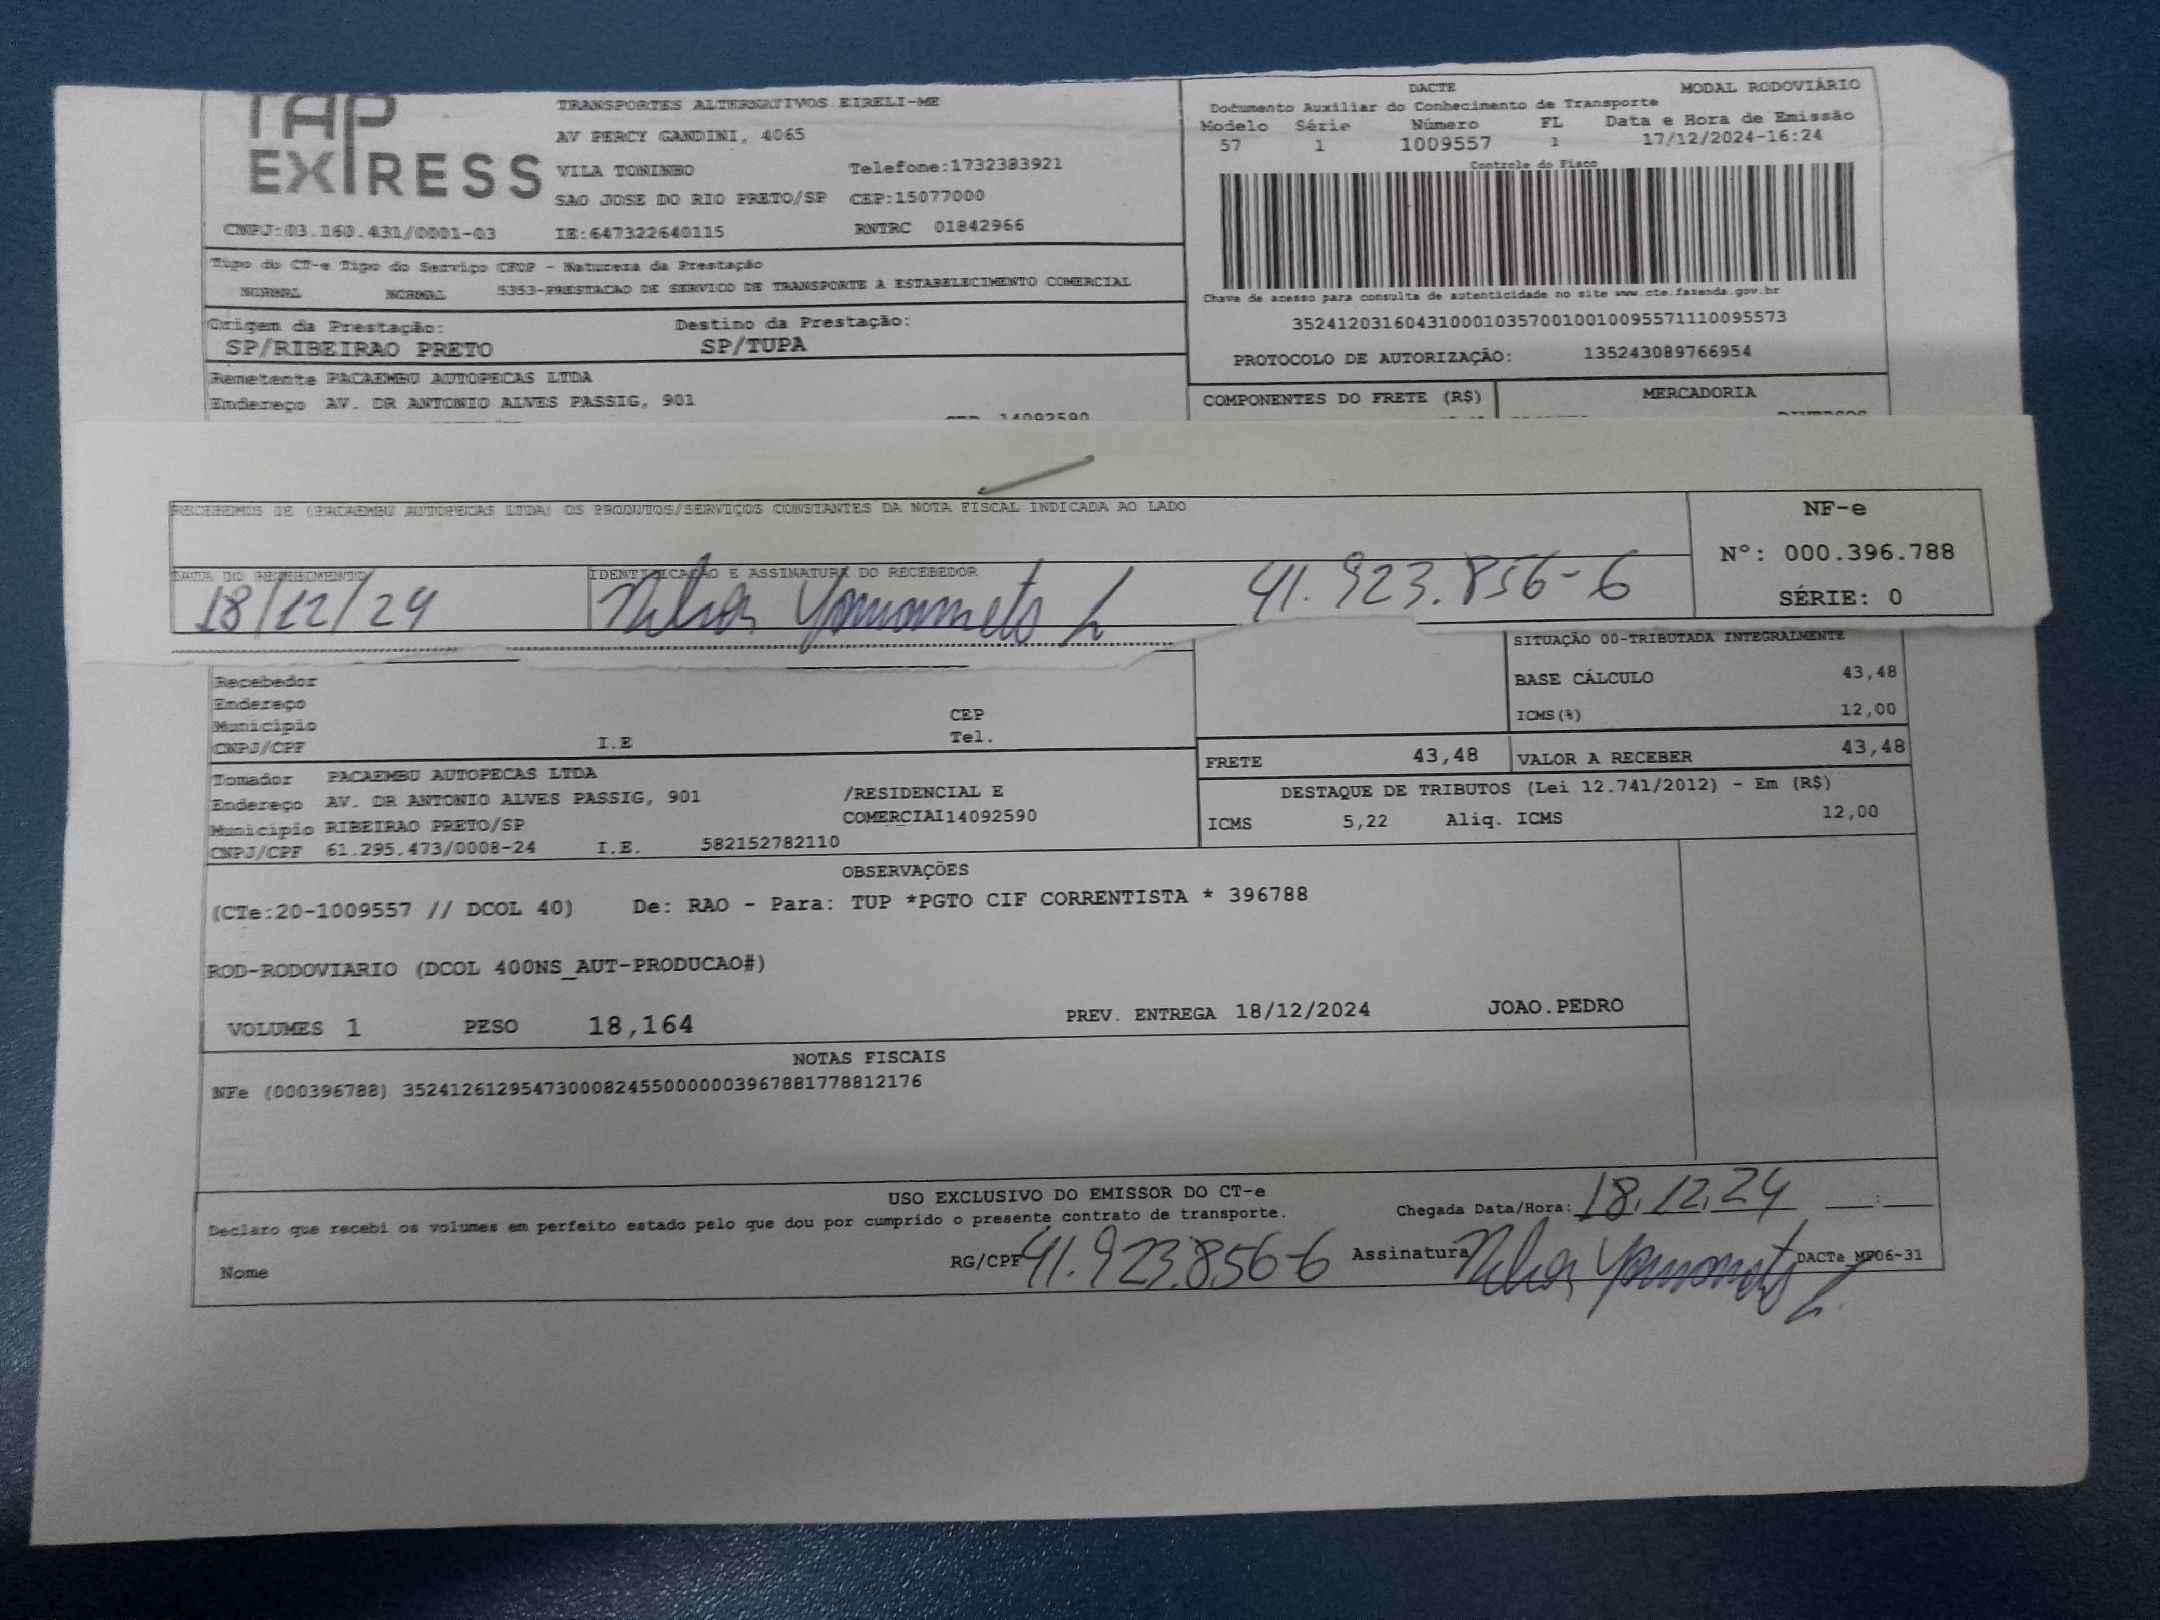 TAP
EXPRESS
TRANSPORTES ALTERNATIVOS EIRELI-ME
AV PERCY GANDINI, 4065
VILA TONINHO Telefone:1732383921
SAO JOSE DO RIO PRETO/SP CEP:15077000
CNPJ:03.160.431/0001-03 IE:647322640115 RNTRC 01842966
DACTE MODAL RODOVIÁRIO
Documento Auxiliar do Conhecimento de Transporte
Modelo Série Número FL Data e Hora de Emissão
57 1 1009557 1 17/12/2024-16:24
Controle do Fisco
Chave de acesso para consulta de autenticidade no site www.cte.fazenda.gov.br
35241203160431000103570010010095571110095573
PROTOCOLO DE AUTORIZAÇÃO: 135243089766954
Tipo do CT-e Tipo do Serviço CFOP - Natureza da Prestação
NORMAL NORMAL 5353-PRESTACAO DE SERVICO DE TRANSPORTE A ESTABELECIMENTO COMERCIAL
Origem da Prestação: Destino da Prestação:
SP/RIBEIRAO PRETO SP/TUPA
Remetente PACAEMBU AUTOPECAS LTDA
Endereço AV. DR ANTONIO ALVES PASSIG, 901
CEP 14092590
COMPONENTES DO FRETE (R$) MERCADORIA
DIVERSOS
RECEBEMOS DE (PACAEMBU AUTOPECAS LTDA) OS PRODUTOS/SERVIÇOS CONSTANTES DA NOTA FISCAL INDICADA AO LADO
NF-e
Nº: 000.396.788
SÉRIE: 0
DATA DO RECEBIMENTO IDENTIFICAÇÃO E ASSINATURA DO RECEBEDOR
18/12/24 41.923.856-6
SITUAÇÃO 00-TRIBUTADA INTEGRALMENTE
BASE CÁLCULO 43,48
ICMS(%) 12,00
Recebedor
Endereço
Município CEP
CNPJ/CPF I.E Tel.
FRETE 43,48 VALOR A RECEBER 43,48
Tomador PACAEMBU AUTOPECAS LTDA
Endereço AV. DR ANTONIO ALVES PASSIG, 901 /RESIDENCIAL E
Município RIBEIRAO PRETO/SP COMERCIAI14092590
CNPJ/CPF 61.295.473/0008-24 I.E. 582152782110
DESTAQUE DE TRIBUTOS (Lei 12.741/2012) - Em (R$)
ICMS 5,22 Aliq. ICMS 12,00
OBSERVAÇÕES
(CTe:20-1009557 // DCOL 40) De: RAO - Para: TUP *PGTO CIF CORRENTISTA * 396788
ROD-RODOVIARIO (DCOL 400NS_AUT-PRODUCAO#)
VOLUMES 1 PESO 18,164 PREV. ENTREGA 18/12/2024 JOAO.PEDRO
NOTAS FISCAIS
NFe (000396788) 35241261295473000824550000003967881778812176
USO EXCLUSIVO DO EMISSOR DO CT-e
Declaro que recebi os volumes em perfeito estado pelo que dou por cumprido o presente contrato de transporte. Chegada Data/Hora: 18,12,24 :
Nome RG/CPF 41.923.856-6 Assinatura DACTe MP06-31